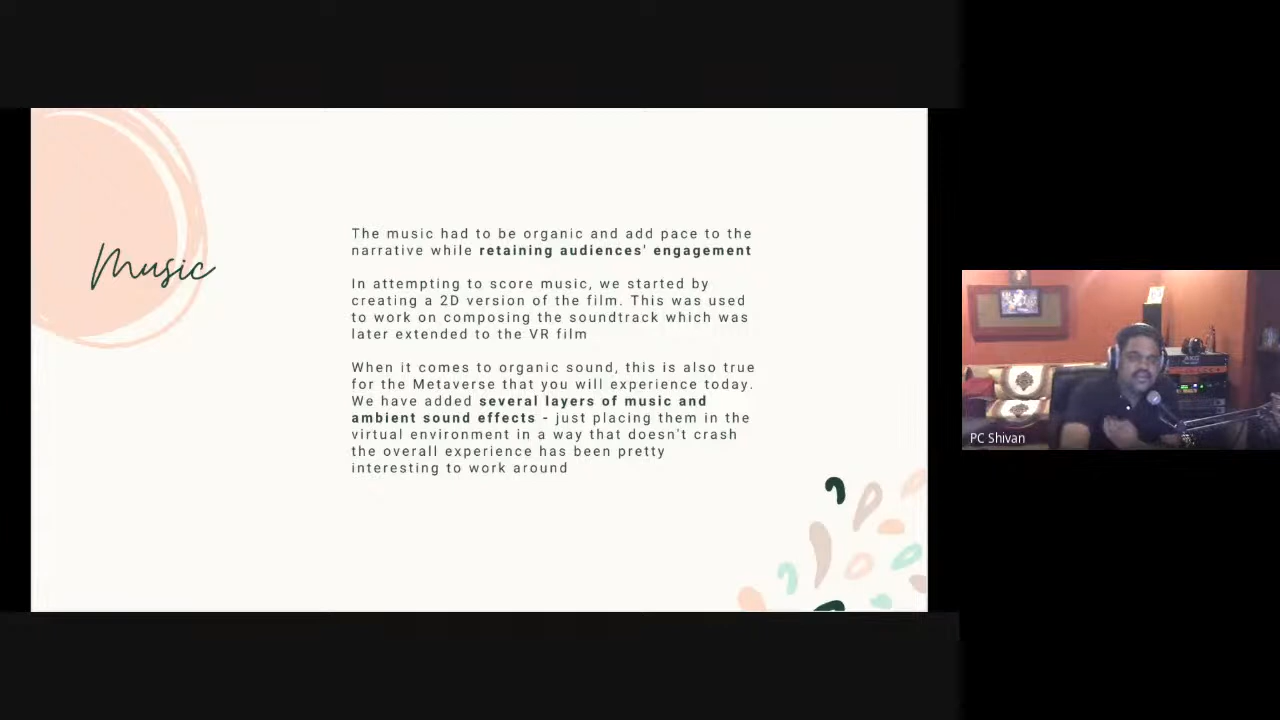 Music
The music had to be organic and add pace to the
narrative while retaining audiences' engagement
In attempting to score music, we started by
creating a 2D version of the film. This was used
to work on composing the soundtrack which was
later extended to the VR film
When it comes to organic sound, this is also true
for the Metaverse that you will experience today.
We have added several layers of music and
ambient sound effects - just placing them in the
virtual environment in a way that doesn't crash
the overall experience has been pretty
interesting to work around
PC Shivan